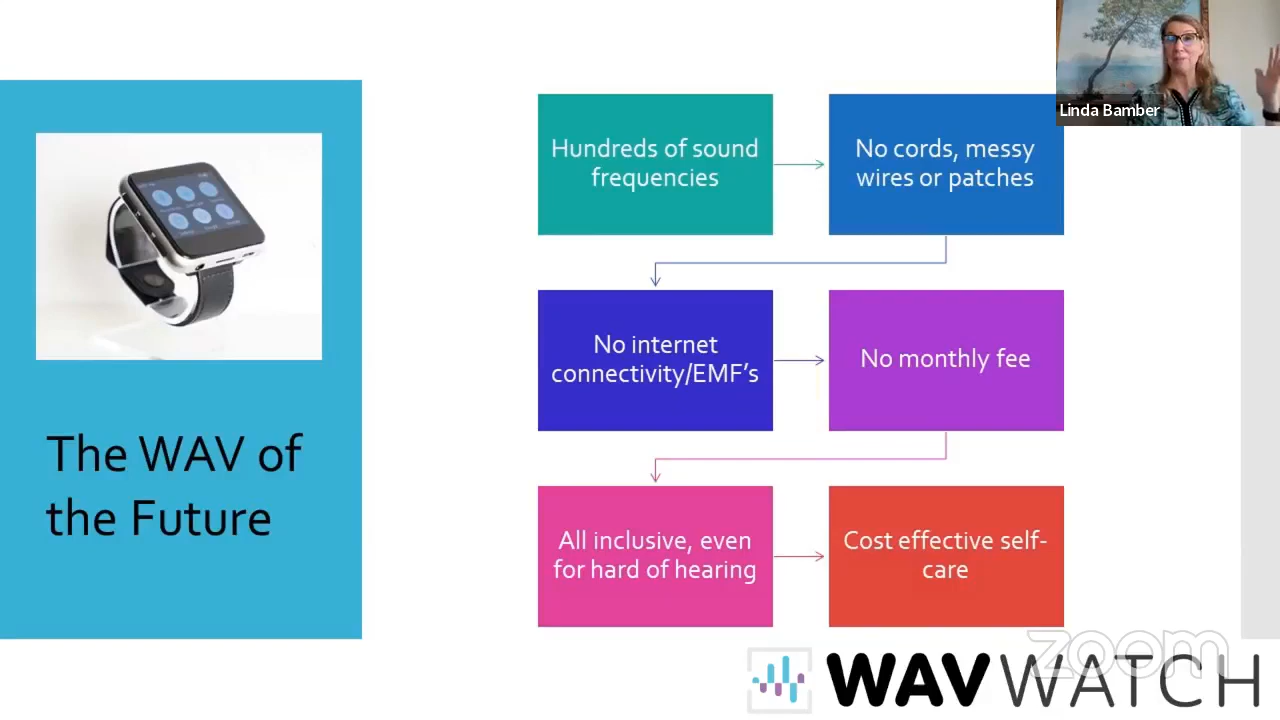 Linda Bamber
Hundreds of sound
frequencies
No cords, messy
wires or patches
No internet
connectivity/EMF's
No monthly fee
The WAV of
the Future
All inclusive, even
for hard of hearing
Cost effective self-
care
zoom
WAVWATCH